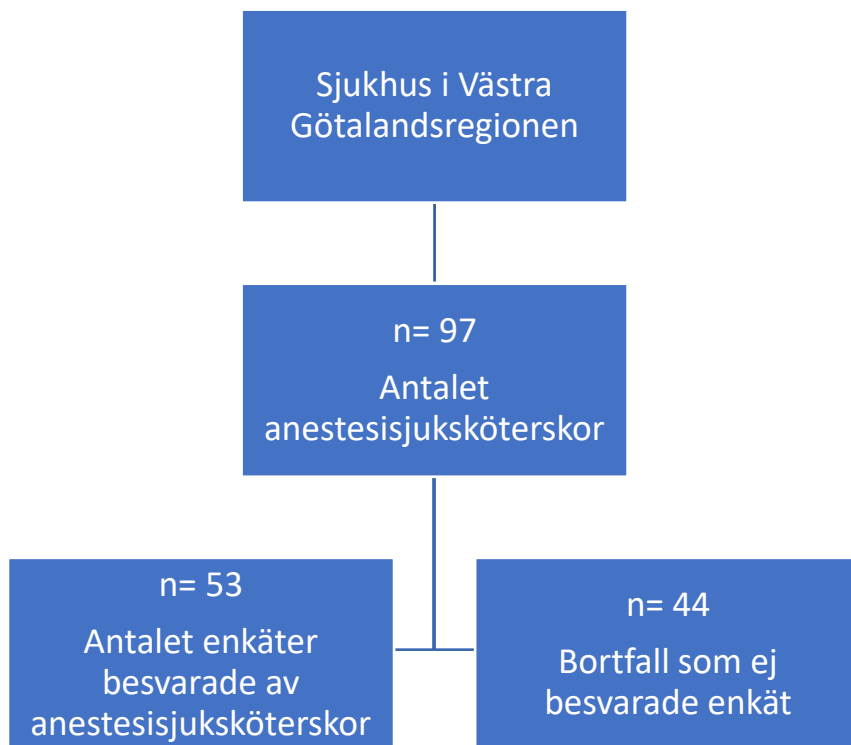 Sjukhus i Västra
Götalandsregionen
n= 97
Antalet
anestesisjuksköterskor
n= 53
Antalet enkäter
besvarade av
anestesisjuksköterskor
n= 44
Bortfall som ej
besvarade enkät